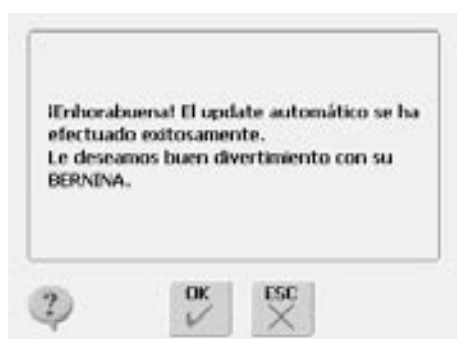 ¡Enhorabuena! El update automático se ha
efectuado exitosamente.
Le deseamos buen divertimiento con su
BERNINA.
?
OK
ESC